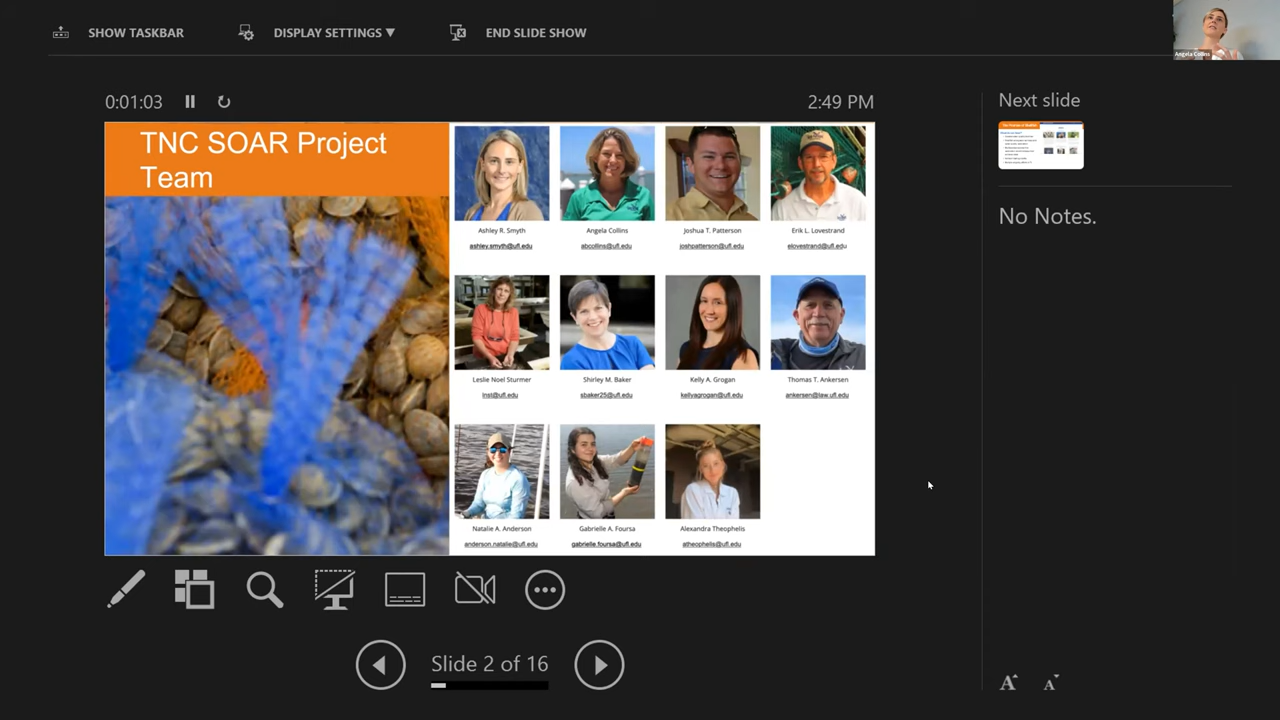 SHOW TASKBAR
DISPLAY SETTINGS ▼
END SLIDE SHOW
Angela Collins
0:01:03
2:49 PM
Next slide
No Notes.
TNC SOAR Project
Team
Ashley R. Smyth
ashley.smyth@ufl.edu
Angela Collins
abcollins@ufl.edu
Joshua T. Patterson
joshpatterson@ufl.edu
Erik L. Lovestrand
elovestrand@ufl.edu
Leslie Noel Sturmer
lnst@ufl.edu
Shirley M. Baker
sbaker25@ufl.edu
Kelly A. Grogan
kellyagrogan@ufl.edu
Thomas T. Ankersen
ankersen@law.ufl.edu
Natalie A. Anderson
anderson.natalie@ufl.edu
Gabrielle A. Foursa
gabrielle.foursa@ufl.edu
Alexandra Theophelis
atheophelis@ufl.edu
Slide 2 of 16
A A